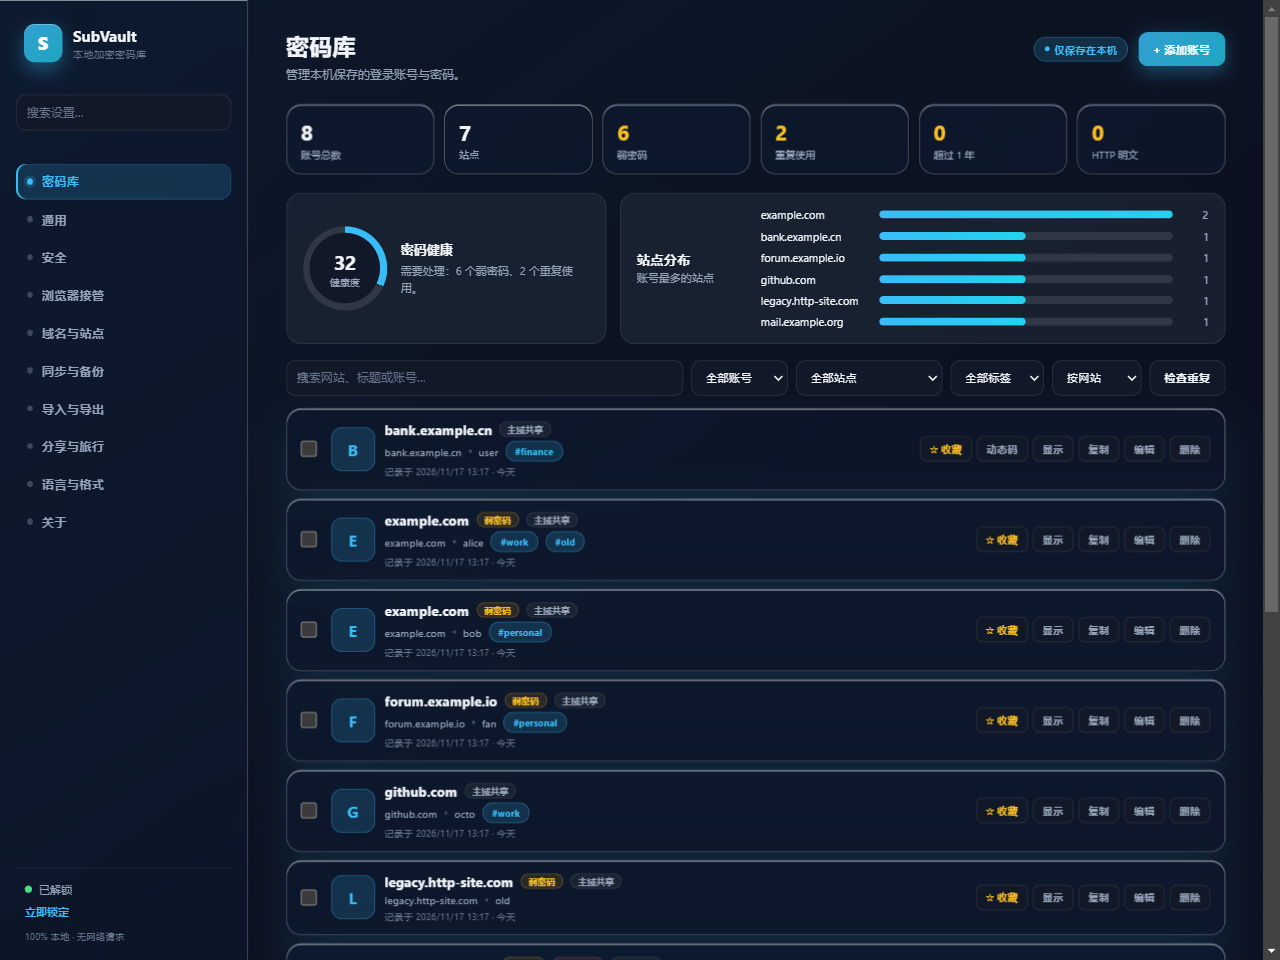 S
SubVault
本地加密密码库
搜索设置...
密码库
通用
安全
浏览器接管
域名与站点
同步与备份
导入与导出
分享与旅行
语言与格式
关于
已解锁
立即锁定
100% 本地 · 无网络请求
密码库
管理本机保存的登录账号与密码。
仅保存在本机
+ 添加账号
8
账号总数
7
站点
6
弱密码
2
重复使用
0
超过 1 年
0
HTTP 明文
32
健康度
密码健康
需要处理：6 个弱密码、2 个重复使
用。
站点分布
账号最多的站点
example.com 2
bank.example.cn 1
forum.example.io 1
github.com 1
legacy.http-site.com 1
mail.example.org 1
搜索网站、标题或账号...
全部账号
全部站点
全部标签
按网站
检查重复
B
bank.example.cn 主域共享
bank.example.cn • user #finance
记录于 2026/11/17 13:17 · 今天
☆ 收藏 动态码 显示 复制 编辑 删除
E
example.com 弱密码 主域共享
example.com • alice #work #old
记录于 2026/11/17 13:17 · 今天
☆ 收藏 显示 复制 编辑 删除
E
example.com 弱密码 主域共享
example.com • bob #personal
记录于 2026/11/17 13:17 · 今天
☆ 收藏 显示 复制 编辑 删除
F
forum.example.io 弱密码 主域共享
forum.example.io • fan #personal
记录于 2026/11/17 13:17 · 今天
☆ 收藏 显示 复制 编辑 删除
G
github.com 主域共享
github.com • octo #work
记录于 2026/11/17 13:17 · 今天
☆ 收藏 显示 复制 编辑 删除
L
legacy.http-site.com 弱密码 主域共享
legacy.http-site.com • old
记录于 2026/11/17 13:17 · 今天
☆ 收藏 显示 复制 编辑 删除